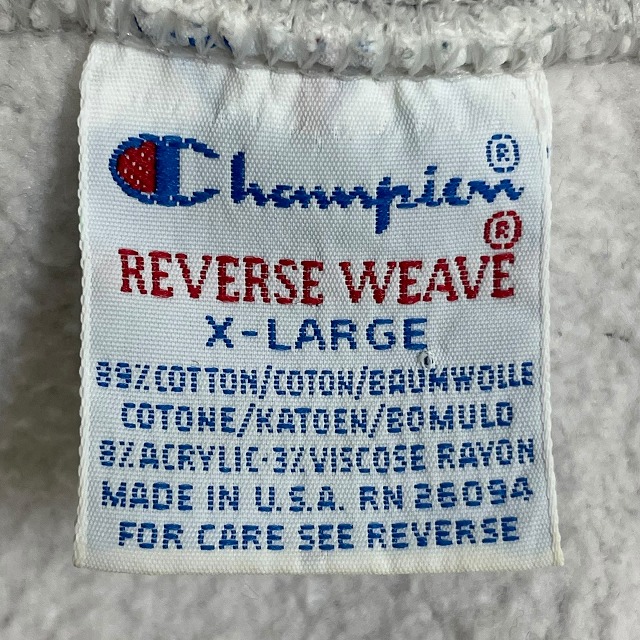 Champion®
REVERSE WEAVE®
X-LARGE
89% COTTON/COTON/BAUMWOLLE
COTONE/KATOEN/BOMULD
8% ACRYLIC·3% VISCOSE RAYON
MADE IN U.S.A. RN 26094
FOR CARE SEE REVERSE